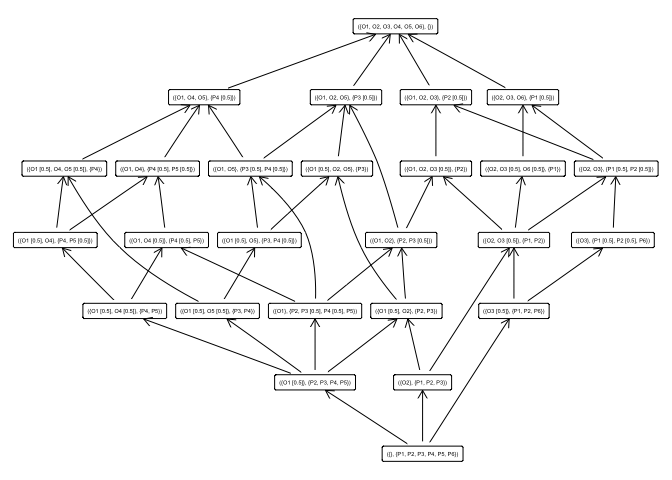 ({O1, O2, O3, O4, O5, O6}, {})
({O1, O4, O5}, {P4 [0.5]})
({O1, O2, O5}, {P3 [0.5]})
({O1, O2, O3}, {P2 [0.5]})
({O2, O3, O6}, {P1 [0.5]})
({O1 [0.5], O4, O5 [0.5]}, {P4})
({O1, O4}, {P4 [0.5], P5 [0.5]})
({O1, O5}, {P3 [0.5], P4 [0.5]})
({O1 [0.5], O2, O5}, {P3})
({O1, O2, O3 [0.5]}, {P2})
({O2, O3 [0.5], O6 [0.5]}, {P1})
({O2, O3}, {P1 [0.5], P2 [0.5]})
({O1 [0.5], O4}, {P4, P5 [0.5]})
({O1, O4 [0.5]}, {P4 [0.5], P5})
({O1 [0.5], O5}, {P3, P4 [0.5]})
({O1, O2}, {P2, P3 [0.5]})
({O2, O3 [0.5]}, {P1, P2})
({O3}, {P1 [0.5], P2 [0.5], P6})
({O1 [0.5], O4 [0.5]}, {P4, P5})
({O1 [0.5], O5 [0.5]}, {P3, P4})
({O1}, {P2, P3 [0.5], P4 [0.5], P5})
({O1 [0.5], O2}, {P2, P3})
({O3 [0.5]}, {P1, P2, P6})
({O1 [0.5]}, {P2, P3, P4, P5})
({O2}, {P1, P2, P3})
({}, {P1, P2, P3, P4, P5, P6})